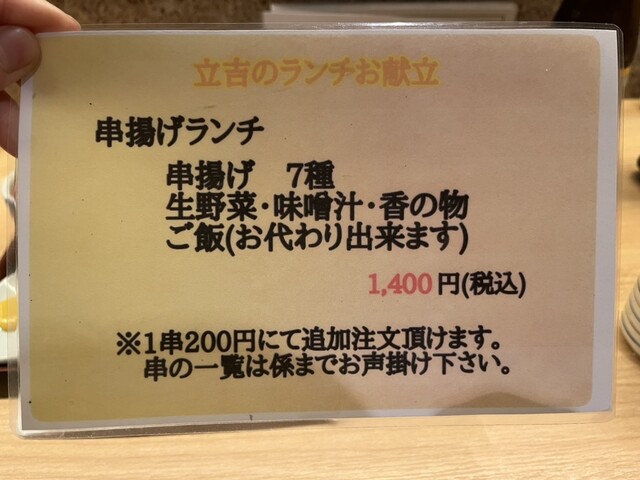 立吉のランチお献立
串揚げランチ
串揚げ　7種
生野菜・味噌汁・香の物
ご飯(お代わり出来ます)
1,400円(税込)
※1串200円にて追加注文頂けます。
串の一覧は係までお声掛け下さい。